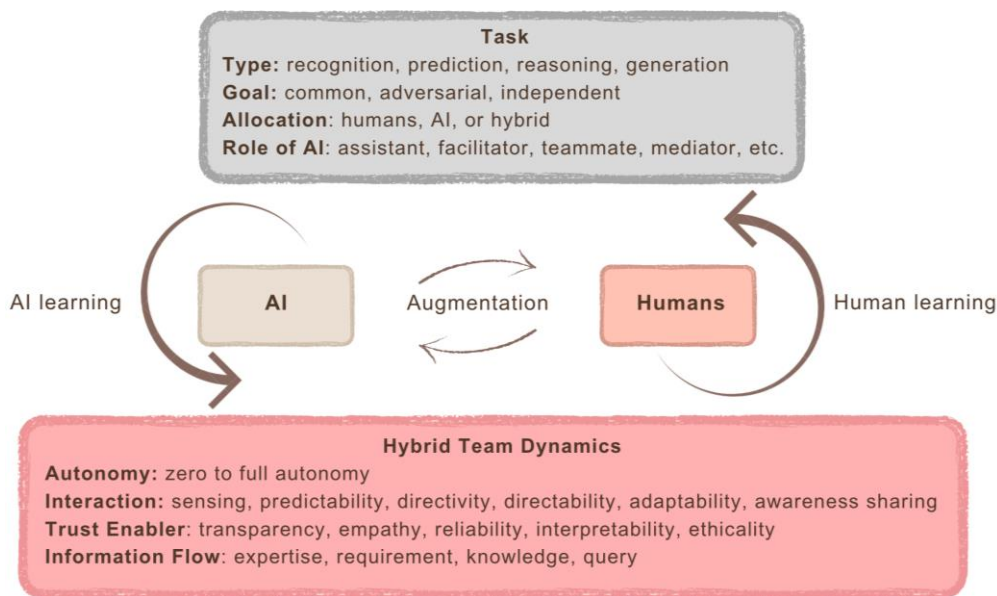 Task
Type: recognition, prediction, reasoning, generation
Goal: common, adversarial, independent
Allocation: humans, AI, or hybrid
Role of AI: assistant, facilitator, teammate, mediator, etc.
AI learning
AI
Augmentation
Humans
Human learning
Hybrid Team Dynamics
Autonomy: zero to full autonomy
Interaction: sensing, predictability, directivity, directability, adaptability, awareness sharing
Trust Enabler: transparency, empathy, reliability, interpretability, ethicality
Information Flow: expertise, requirement, knowledge, query